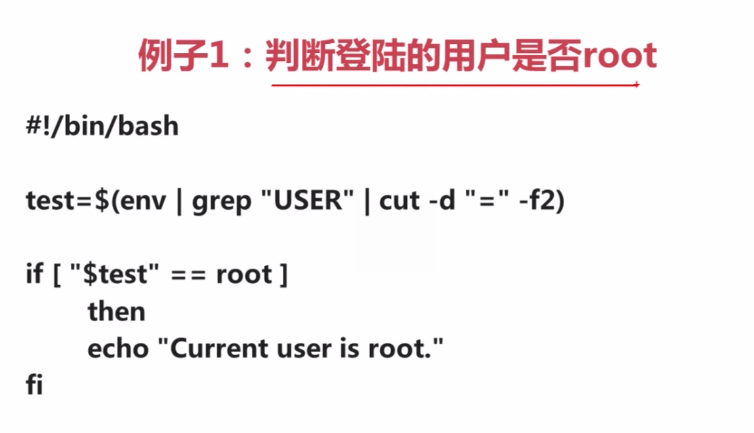 例子1：判断登陆的用户是否root
#!/bin/bash
test=$(env | grep "USER" | cut -d "=" -f2)
if [ "$test" == root ]
then
echo "Current user is root."
fi